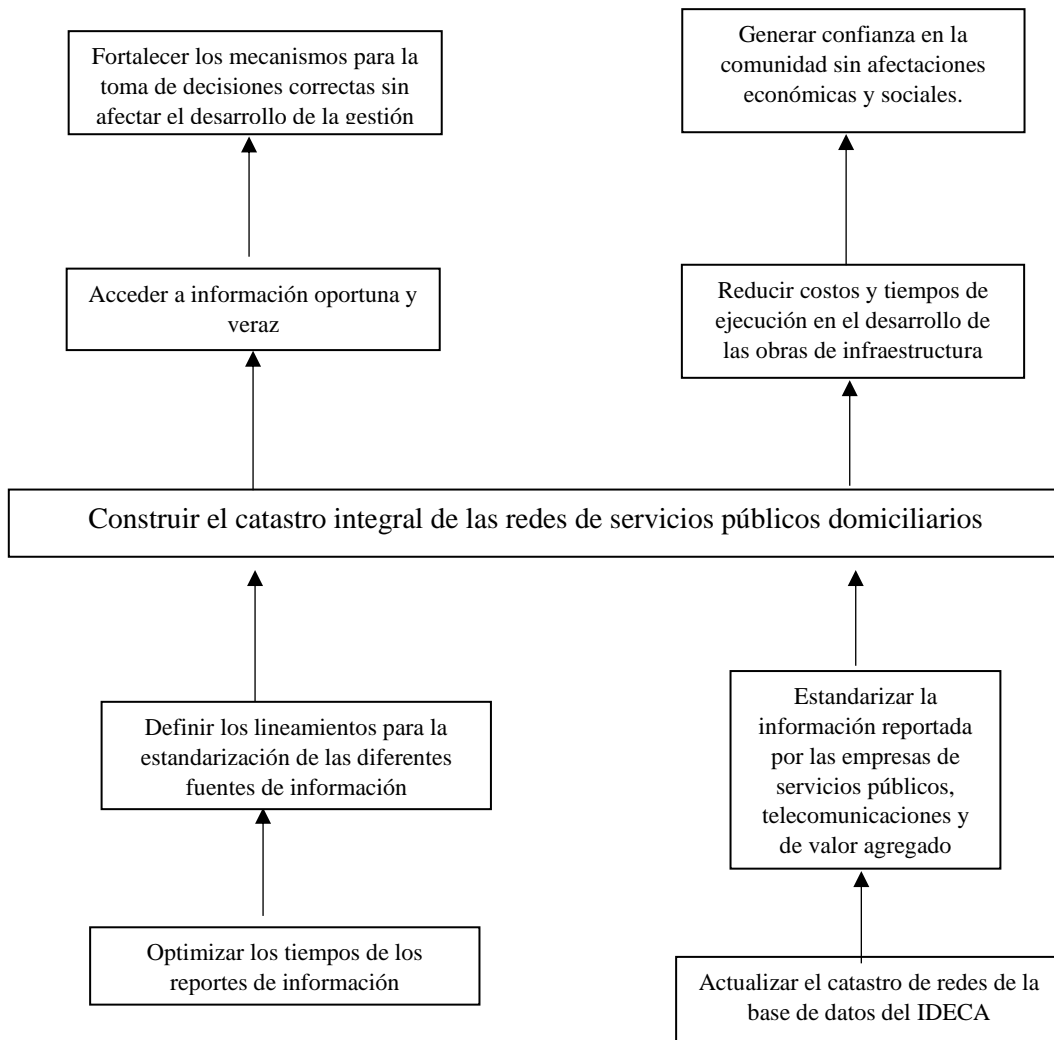 Fortalecer los mecanismos para la
toma de decisiones correctas sin
afectar el desarrollo de la gestión
Generar confianza en la
comunidad sin afectaciones
económicas y sociales.
Acceder a información oportuna y
veraz
Reducir costos y tiempos de
ejecución en el desarrollo de
las obras de infraestructura
Construir el catastro integral de las redes de servicios públicos domiciliarios
Definir los lineamientos para la
estandarización de las diferentes
fuentes de información
Estandarizar la
información reportada
por las empresas de
servicios públicos,
telecomunicaciones y
de valor agregado
Optimizar los tiempos de los
reportes de información
Actualizar el catastro de redes de la
base de datos del IDECA